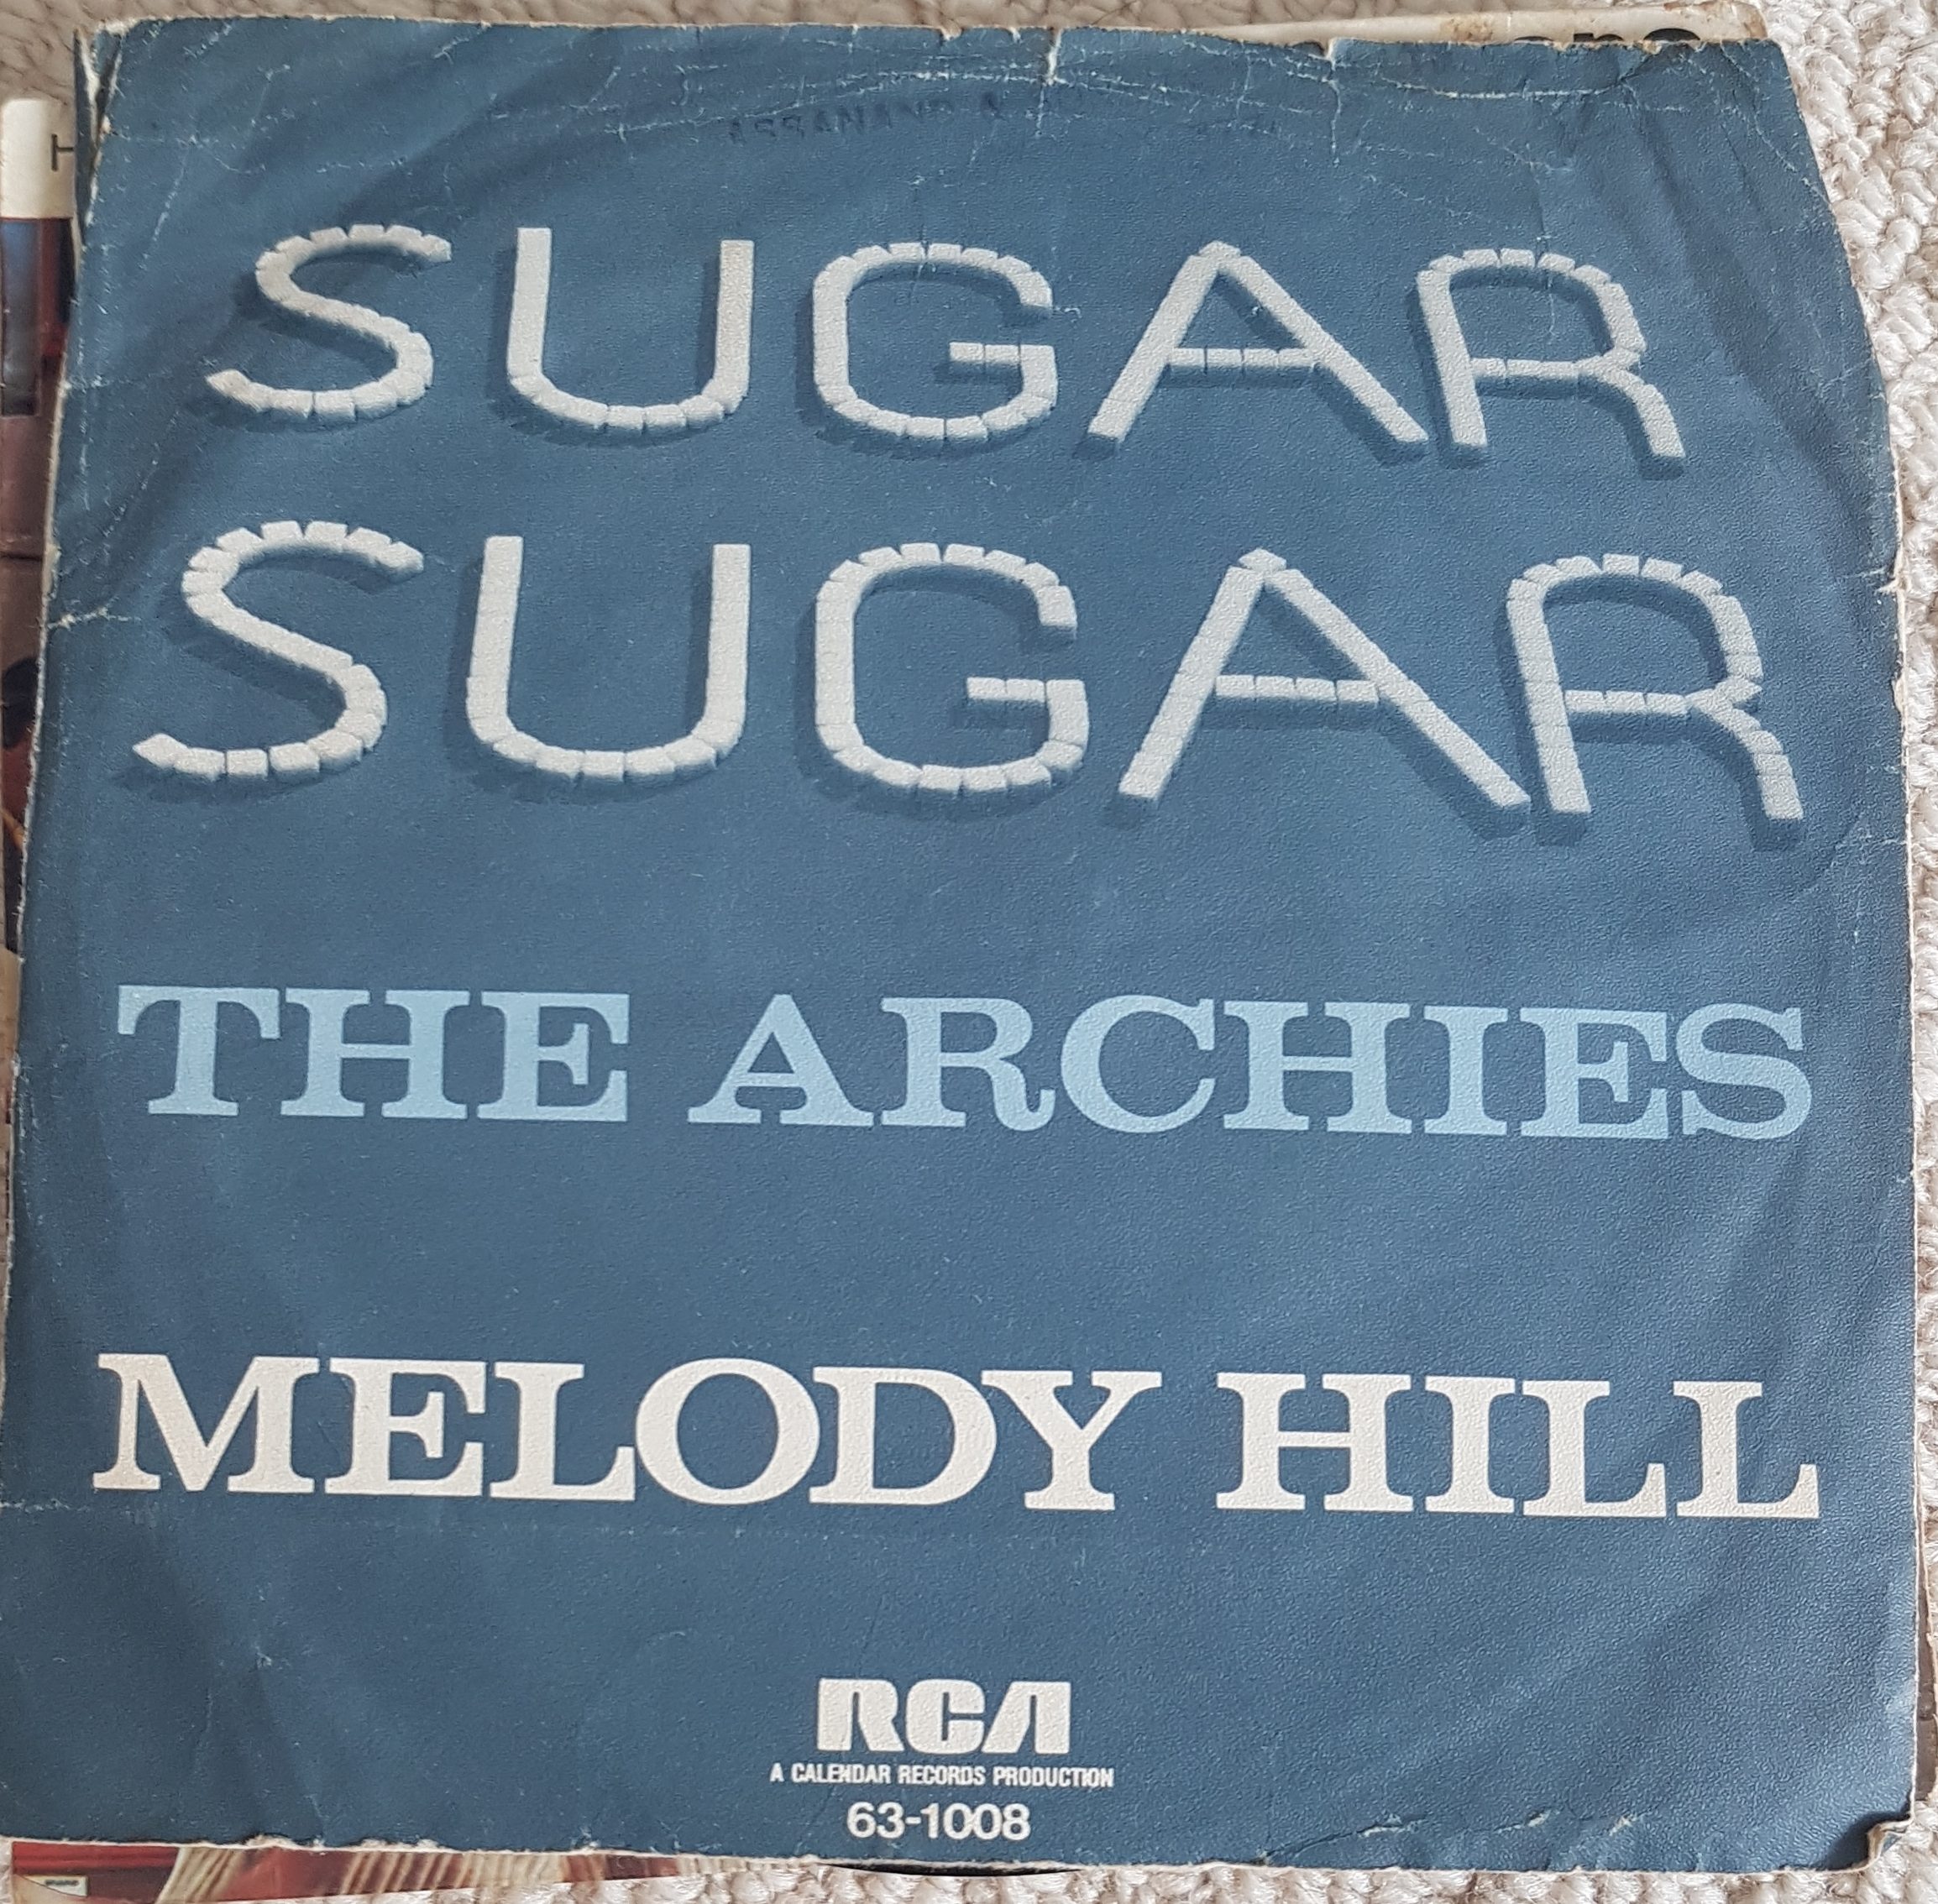 SUGAR
SUGAR
THE ARCHIES
MELODY HILL
RCA
A CALENDAR RECORDS PRODUCTION
63-1008